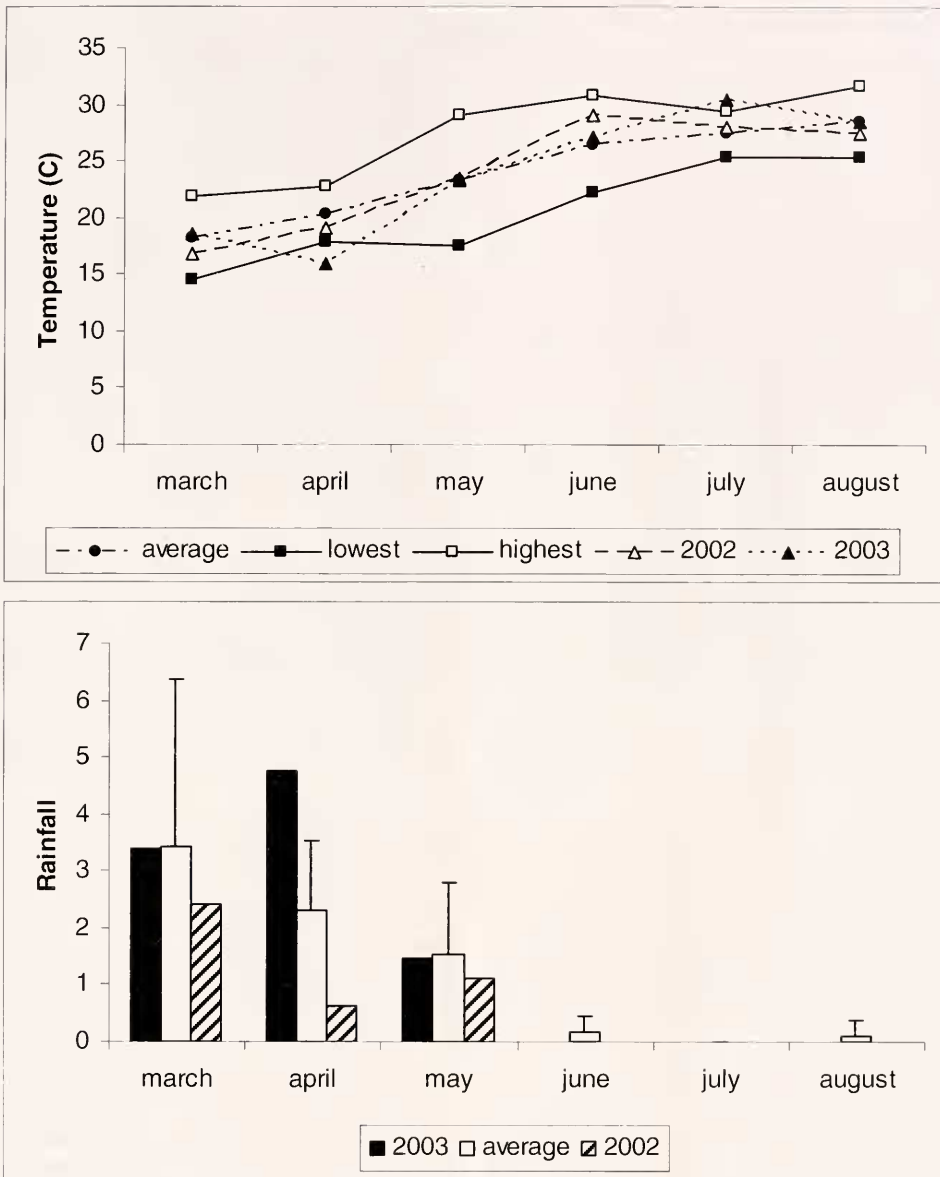 35
30
25
20
15
10
5
0
Temperature (C)
march april may june july august
average lowest highest 2002 2003
7
6
5
4
3
2
1
0
Rainfall
march april may june july august
2003 average 2002